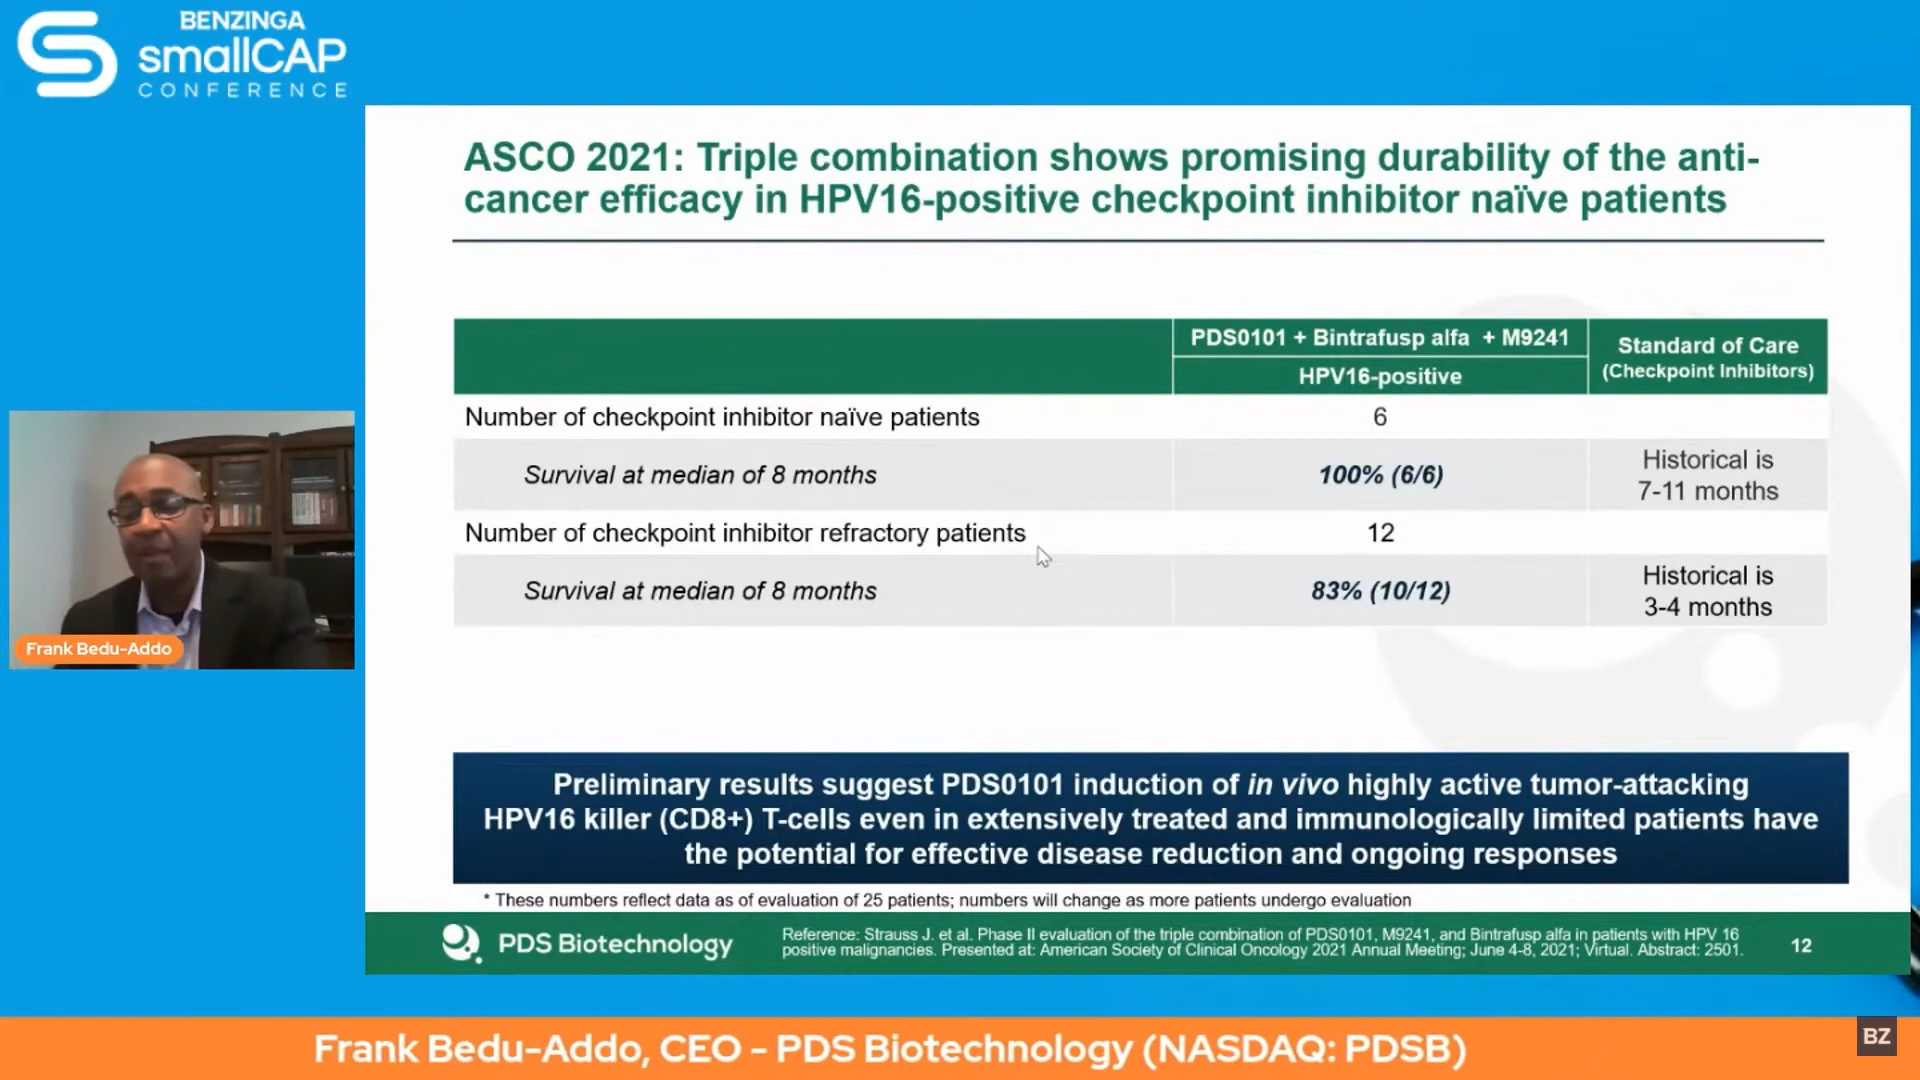 BENZINGA
smallCAP
CONFERENCE
ASCO 2021: Triple combination shows promising durability of the anti-
cancer efficacy in HPV16-positive checkpoint inhibitor naïve patients
PDS0101 + Bintrafusp alfa + M9241
HPV16-positive
Standard of Care
(Checkpoint Inhibitors)
Number of checkpoint inhibitor naïve patients
6
Survival at median of 8 months
100% (6/6)
Historical is
7-11 months
Number of checkpoint inhibitor refractory patients
12
Survival at median of 8 months
83% (10/12)
Historical is
3-4 months
Frank Bedu-Addo
Preliminary results suggest PDS0101 induction of in vivo highly active tumor-attacking
HPV16 killer (CD8+) T-cells even in extensively treated and immunologically limited patients have
the potential for effective disease reduction and ongoing responses
* These numbers reflect data as of evaluation of 25 patients; numbers will change as more patients undergo evaluation
PDS Biotechnology
Reference: Strauss J. et al. Phase II evaluation of the triple combination of PDS0101, M9241, and Bintrafusp alfa in patients with HPV 16
positive malignancies. Presented at: American Society of Clinical Oncology 2021 Annual Meeting; June 4-8, 2021; Virtual. Abstract: 2501.
12
Frank Bedu-Addo, CEO - PDS Biotechnology (NASDAQ: PDSB)
BZ